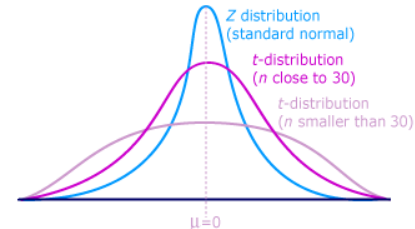 Z distribution
(standard normal)
t-distribution
(n close to 30)
t-distribution
(n smaller than 30)
μ=0